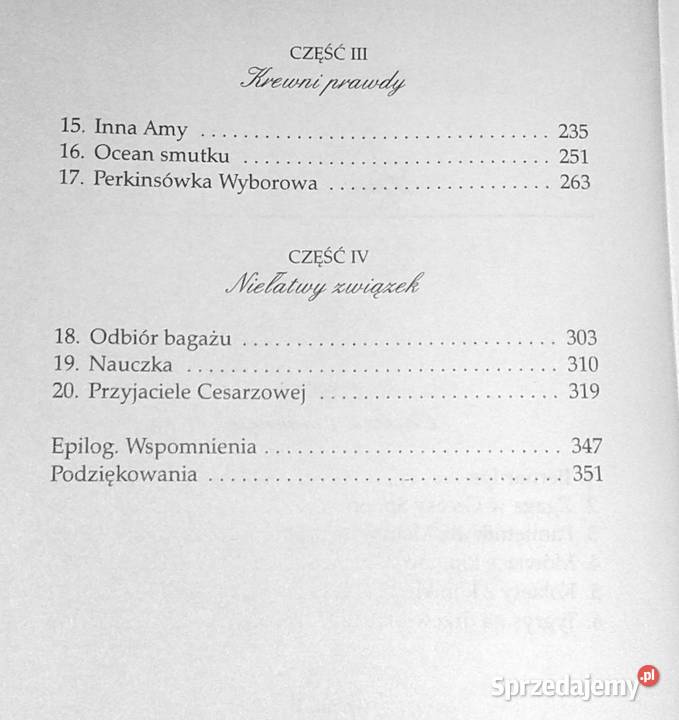 CZĘŚĆ III
Krewni prawdy
15. Inna Amy ........................................ 235
16. Ocean smutku ................................ 251
17. Perkinsówka Wyborowa ..................... 263
CZĘŚĆ IV
Niełatwy związek
18. Odbiór bagażu ................................ 303
19. Nauczka ........................................ 310
20. Przyjaciele Cesarzowej ..................... 319
Epilog. Wspomnienia ............................ 347
Podziękowania .................................... 351
Sprzedajemy .pl